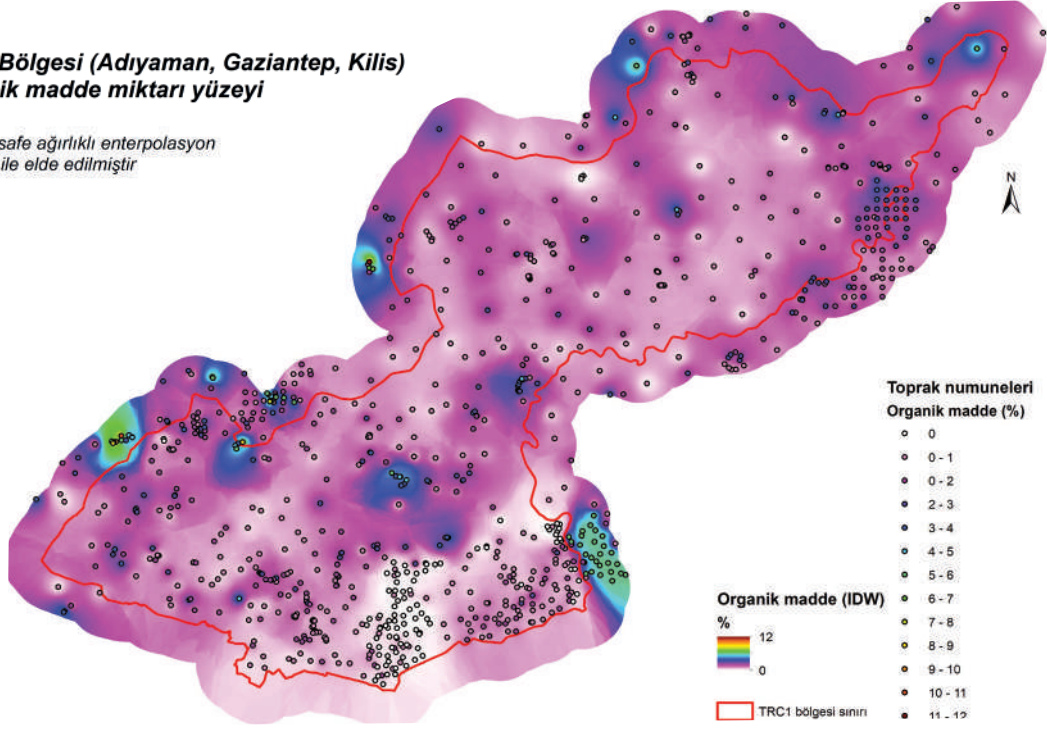 Bölgesi (Adıyaman, Gaziantep, Kilis)
ik madde miktarı yüzeyi
safe ağırlıklı enterpolasyon
ile elde edilmiştir
N
Toprak numuneleri
Organik madde (%)
0
0 - 1
0 - 2
2 - 3
3 - 4
4 - 5
5 - 6
6 - 7
7 - 8
8 - 9
9 - 10
10 - 11
11 - 12
Organik madde (IDW)
%
12
0
TRC1 bölgesi sınırı